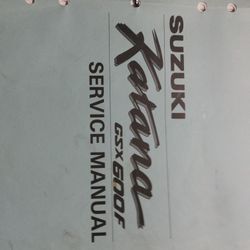 SUZUKI
Katana
GSX600F
SERVICE MANUAL